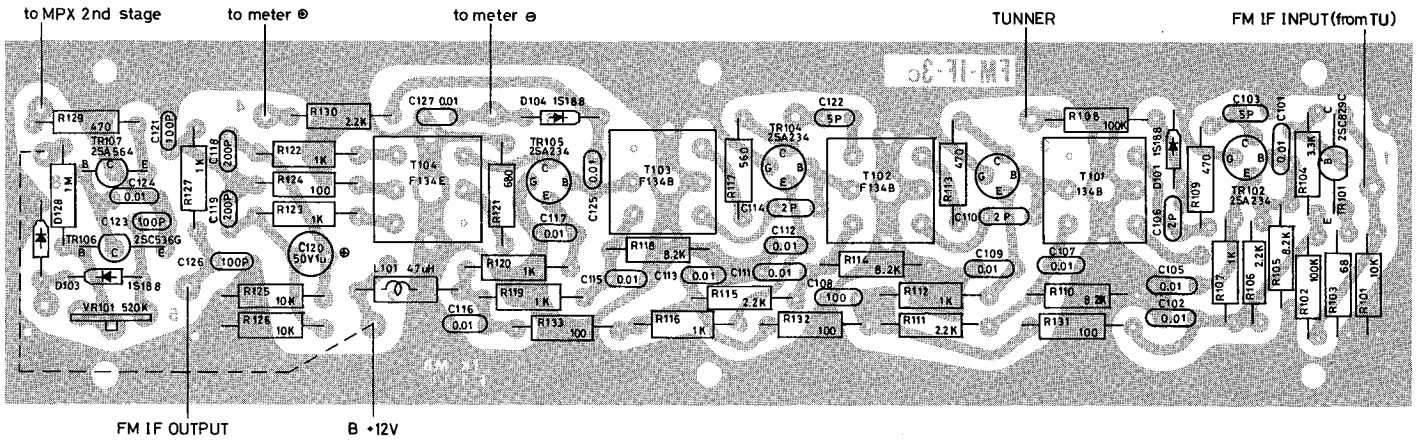 to MPX 2nd stage
to meter ⊕
to meter ⊖
TUNNER
FM IF INPUT (from TU)
FM-IF-3c
R129
470
C121
100P
TR107
2SA564
B
C
E
D128
1M
C124
0.01
C123
100P
TR106
2SC536G
B
C
E
D103
1S188
VR101 520K
R127
1K
C118
200P
C119
200P
C126
100P
R130
2.2K
R122
1K
R124
100
R123
1K
C120
50V1u
⊕
R125
10K
R126
10K
T104
F134E
L101
47uH
C127 0.01
D104 1S188
TR105
2SA234
G
C
B
E
R121
680
C125
0.01
C117
0.01
R120
1K
R119
1K
C116
0.01
R133
100
T103
F134B
R118
8.2K
C115
0.01
C113
0.01
R116
1K
R115
2.2K
R117
560
TR104
2SA234
G
C
B
E
C114
2P
C112
0.01
C111
0.01
C122
5P
T102
F134B
R114
8.2K
C108
100
R132
100
R113
470
G
C
B
E
C110
2P
C109
0.01
R112
1K
R111
2.2K
R108
100K
T101
134B
C107
0.01
R110
8.2K
R131
100
D101
1S188
C106
2P
C105
0.01
C102
0.01
R109
470
C103
5P
G
C
B
E
TR102
2SA234
C101
0.01
R104
3.3K
C
B
E
2SC829C
TR101
R107
1K
R106
2.2K
R105
R102
100K
R103
68
R101
10K
FM IF OUTPUT
B +12V